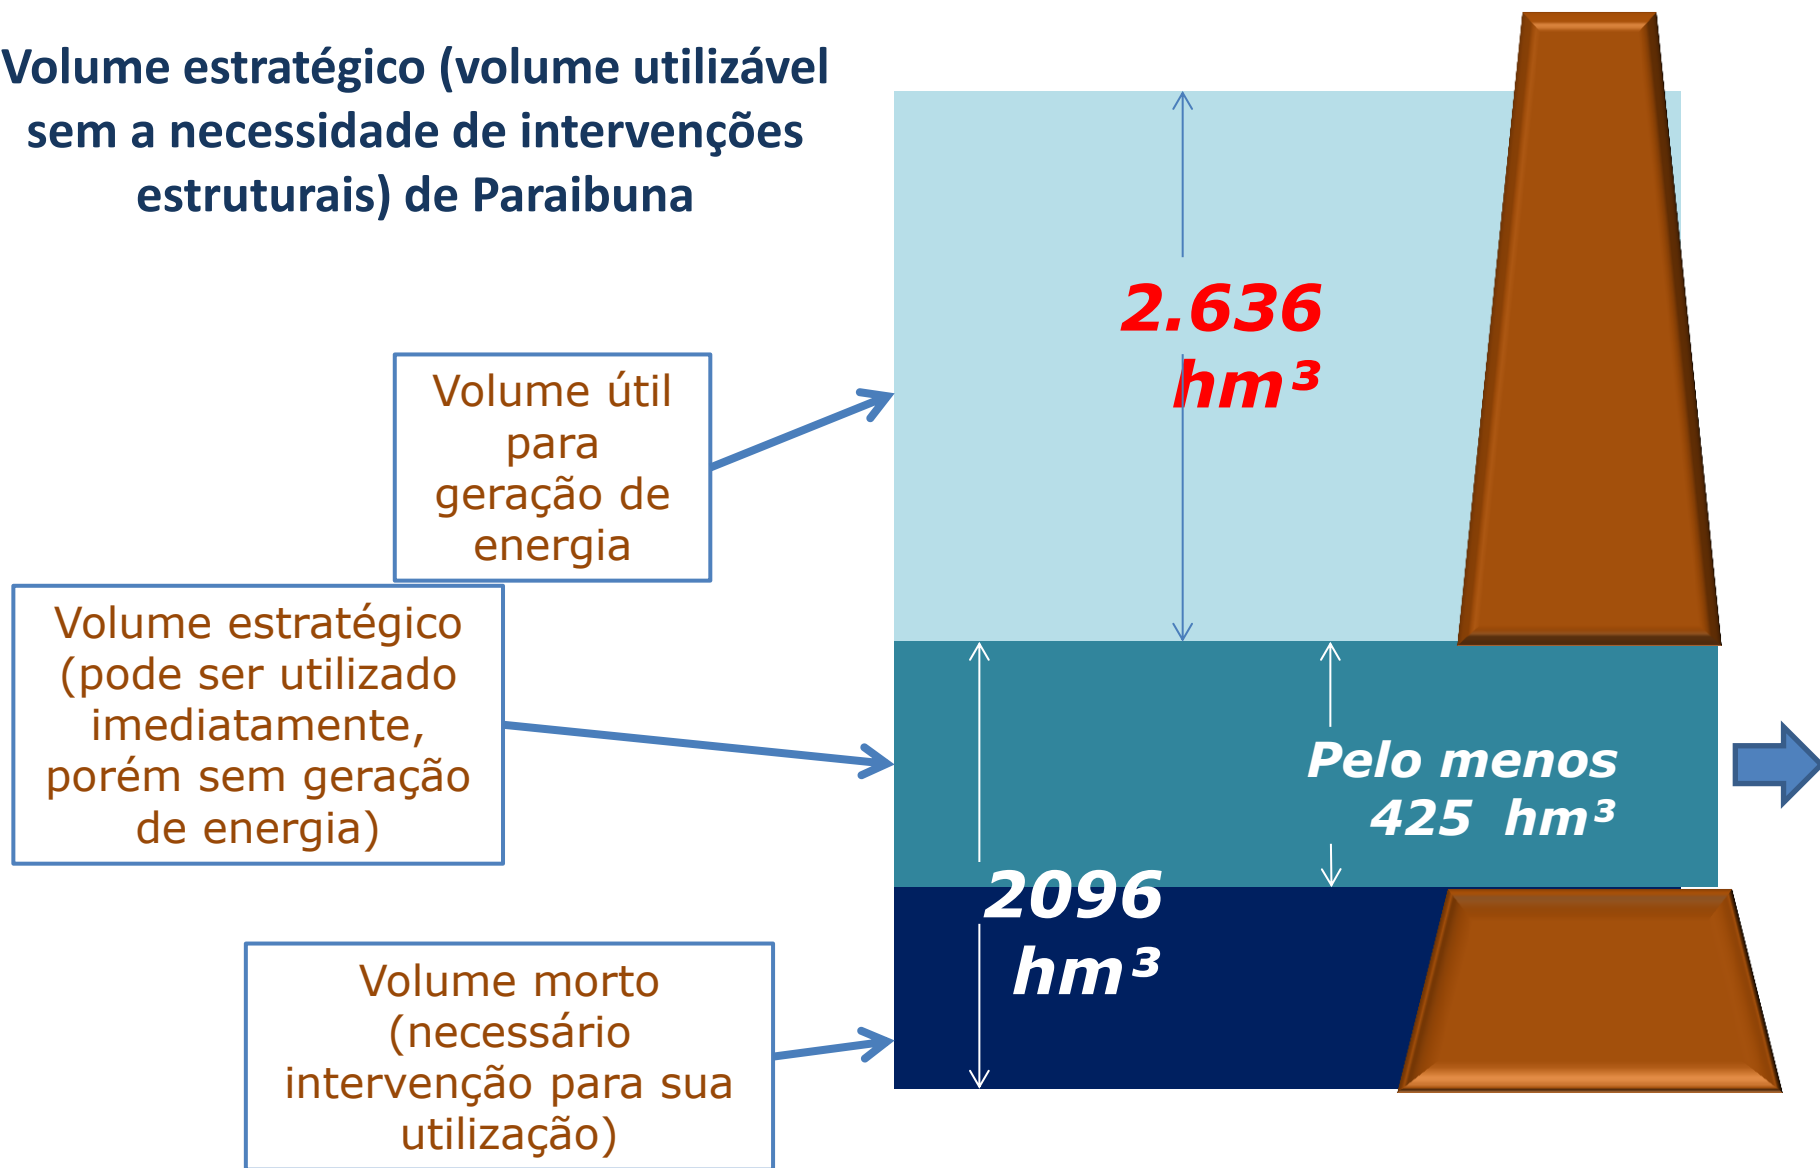 Volume estratégico (volume utilizável
sem a necessidade de intervenções
estruturais) de Paraibuna
2.636
hm³
Volume útil
para
geração de
energia
Volume estratégico
(pode ser utilizado
imediatamente,
porém sem geração
de energia)
Pelo menos
425 hm³
2096
hm³
Volume morto
(necessário
intervenção para sua
utilização)